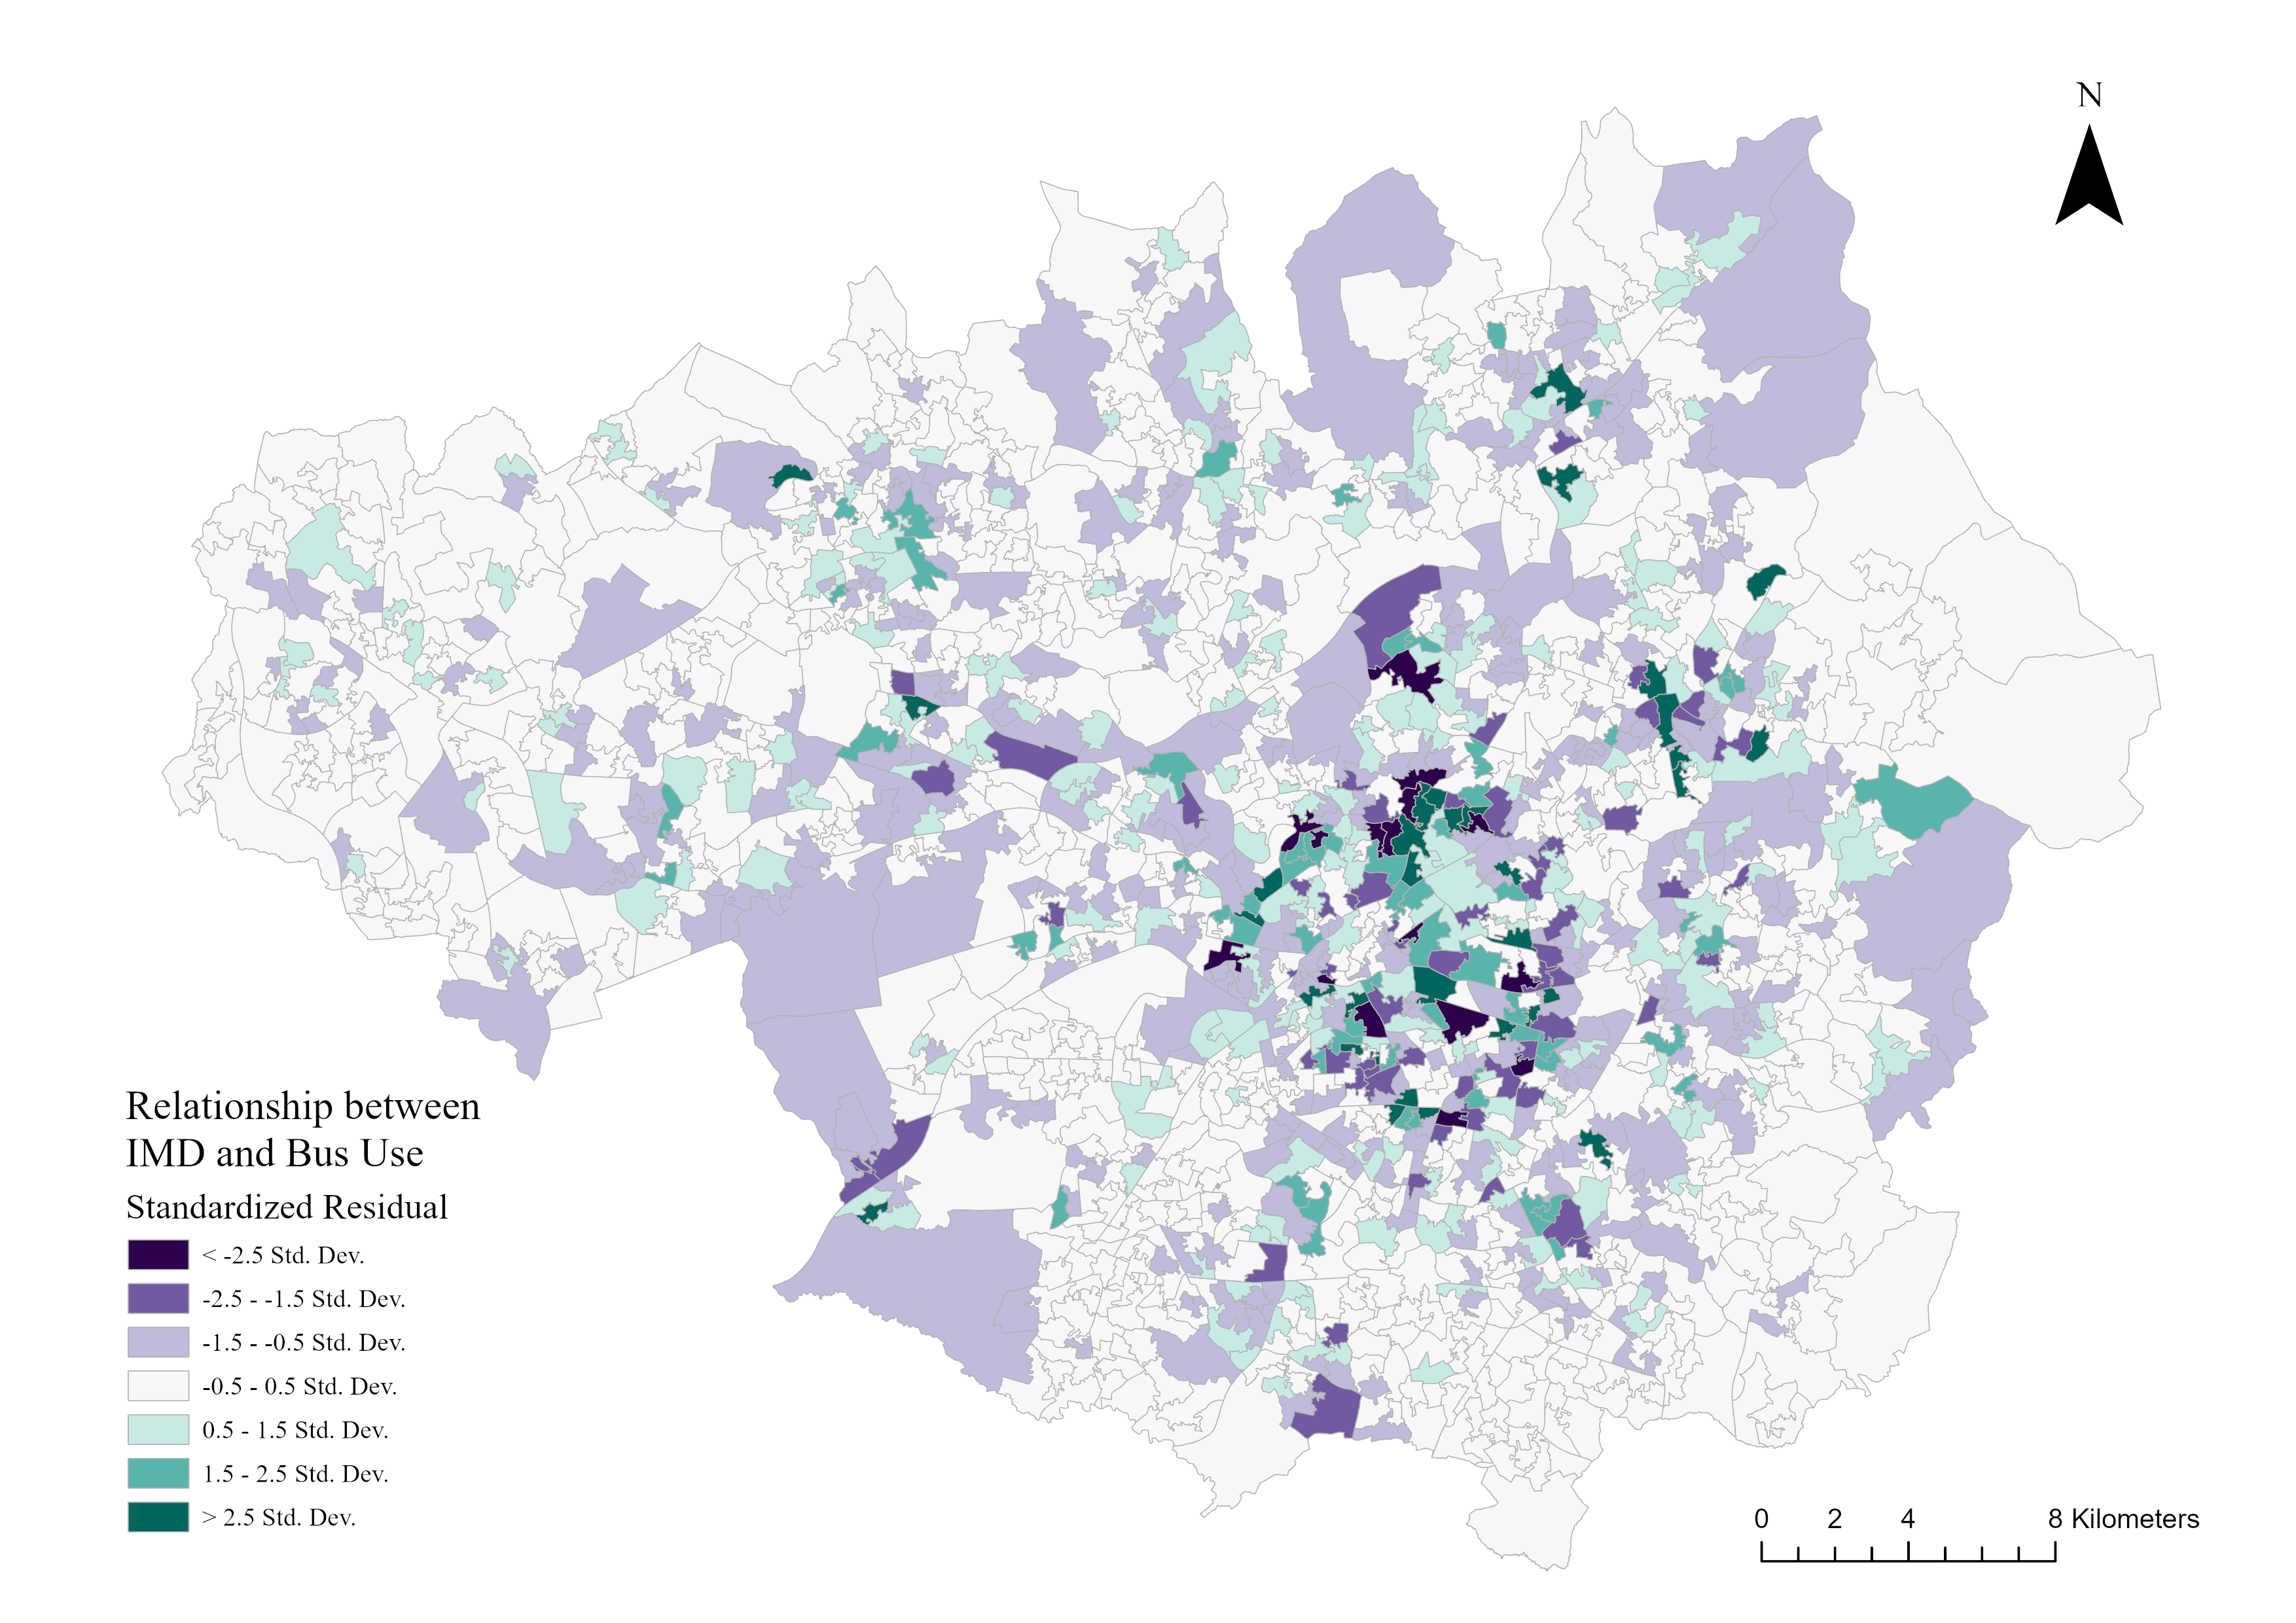 N
Relationship between
IMD and Bus Use
Standardized Residual
< -2.5 Std. Dev.
-2.5 - -1.5 Std. Dev.
-1.5 - -0.5 Std. Dev.
-0.5 - 0.5 Std. Dev.
0.5 - 1.5 Std. Dev.
1.5 - 2.5 Std. Dev.
> 2.5 Std. Dev.
0 2 4 8 Kilometers